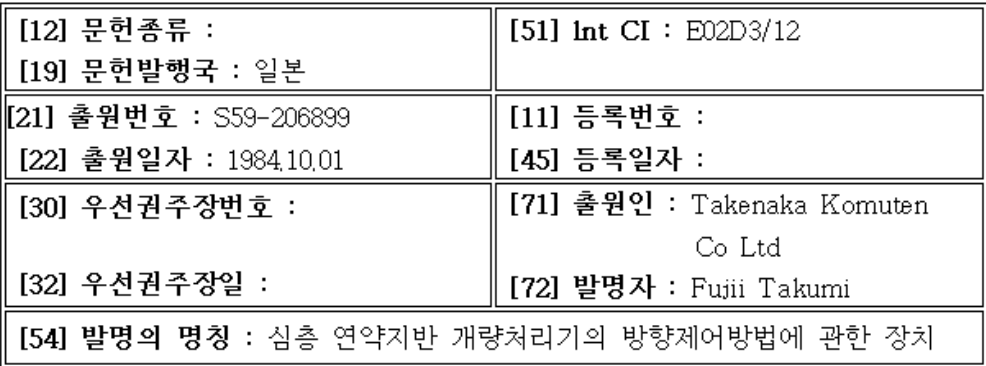 [12] 문헌종류 :
[19] 문헌발행국 : 일본
[51] Int CI : E02D3/12
[21] 출원번호 : S59-206899
[22] 출원일자 : 1984.10.01
[11] 등록번호 :
[45] 등록일자 :
[30] 우선권주장번호 :
[32] 우선권주장일 :
[71] 출원인 : Takenaka Komuten
Co Ltd
[72] 발명자 : Fujii Takumi
[54] 발명의 명칭 : 심층 연약지반 개량처리기의 방향제어방법에 관한 장치